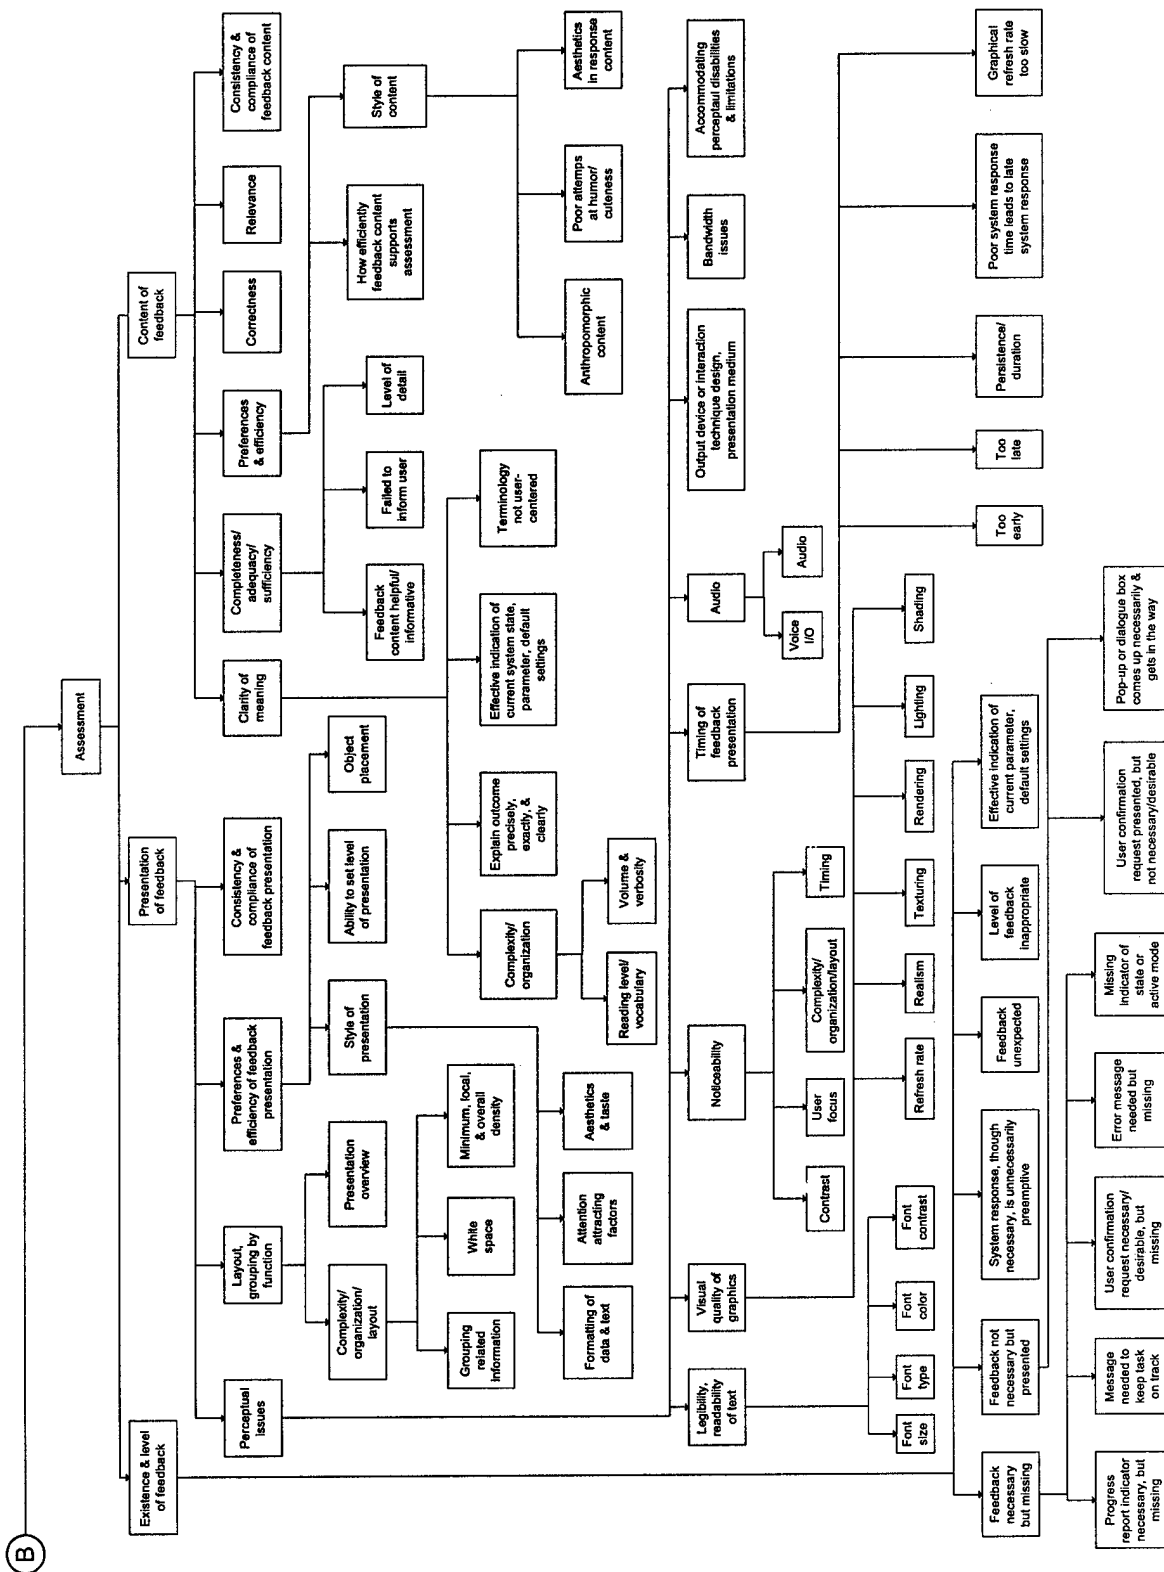 B
Assessment
Existence & level
of feedback
Presentation
of feedback
Content of
feedback
Perceptual
issues
Layout,
grouping by
function
Preferences &
efficiency of feedback
presentation
Consistency &
compliance of
feedback presentation
Clarity of
meaning
Completeness/
adequacy/
sufficiency
Preferences
& efficiency
Correctness
Relevance
Consistency &
compliance of
feedback content
Complexity/
organization/
layout
Presentation
overview
Style of
presentation
Ability to set level
of presentation
Object
placement
Feedback
content helpful/
informative
Failed to
inform user
Level of
detail
How efficiently
feedback content
supports
assessment
Style of
content
Grouping
related
information
White
space
Minimum, local,
& overall
density
Complexity/
organization
Explain outcome
precisely,
exactly, &
clearly
Effective indication of
current system state,
parameter, default
settings
Terminology
not user-
centered
Formatting of
data & text
Attention
attracting
factors
Aesthetics
& taste
Reading level/
vocabulary
Volume &
verbosity
Anthropomorphic
content
Poor attemps
at humor/
cuteness
Aesthetics
in response
content
Legibility,
readability
of text
Visual
quality of
graphics
Noticeability
Timing of
feedback
presentation
Audio
Output device or interaction
technique design,
presentation medium
Bandwidth
issues
Accommodating
perceptaul disabilities
& limitations
Contrast
User
focus
Complexity/
organization/layout
Timing
Voice
I/O
Audio
Font
size
Font
type
Font
color
Font
contrast
Refresh rate
Realism
Texturing
Rendering
Lighting
Shading
Feedback
necessary
but missing
Feedback not
necessary but
presented
System response, though
necessary, is unnecessarily
preemptive
Feedback
unexpected
Level of
feedback
inappropriate
Effective indication of
current parameter,
default settings
Too
early
Too
late
Persistence/
duration
Poor system response
time leads to late
system response
Graphical
refresh rate
too slow
Progress
report indicator
necessary, but
missing
Message
needed to
keep task
on track
User confirmation
request necessary/
desirable, but
missing
Error message
needed but
missing
Missing
indicator of
state or
active mode
User confirmation
request presented, but
not necessary/desirable
Pop-up or dialogue box
comes up necessarily &
gets in the way